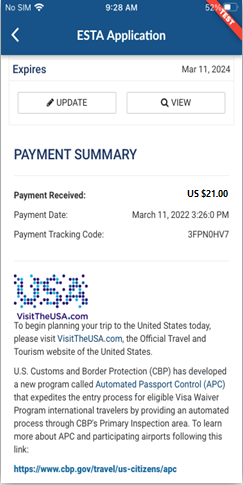 No SIM 9:28 AM 52%
TEST
ESTA Application
Expires Mar 11, 2024
UPDATE VIEW
PAYMENT SUMMARY
Payment Received: US $21.00
Payment Date: March 11, 2022 3:26:0 PM
Payment Tracking Code: 3FPN0HV7
USA
VisitTheUSA.com
To begin planning your trip to the United States today,
please visit VisitTheUSA.com, the Official Travel and
Tourism website of the United States.
U.S. Customs and Border Protection (CBP) has developed
a new program called Automated Passport Control (APC)
that expedites the entry process for eligible Visa Waiver
Program international travelers by providing an automated
process through CBP's Primary Inspection area. To learn
more about APC and participating airports following this
link:
https://www.cbp.gov/travel/us-citizens/apc